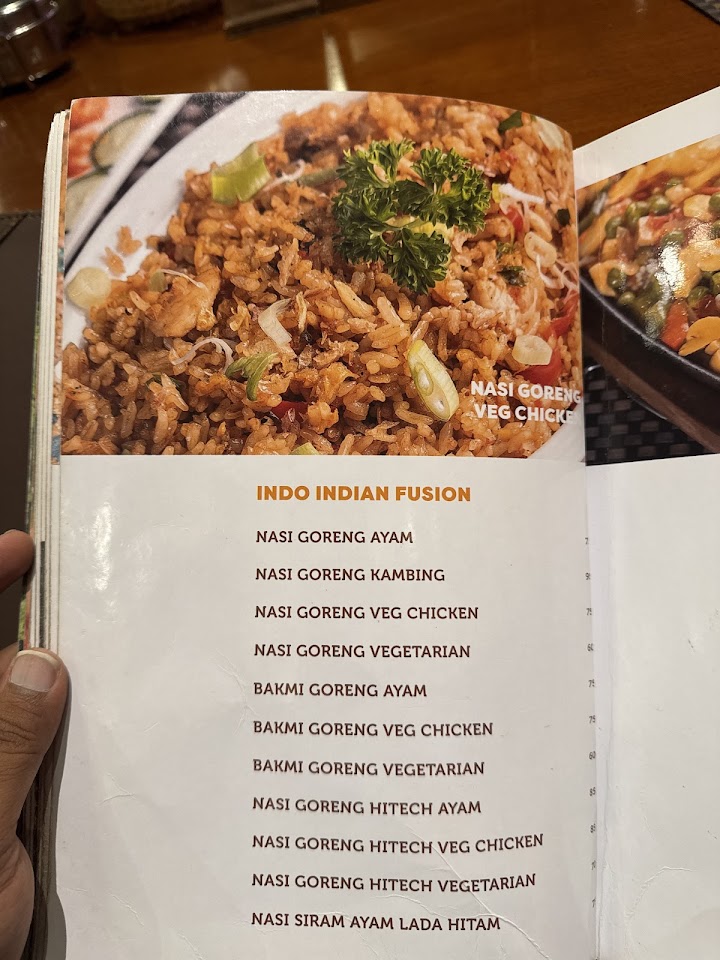 NASI GORENG
VEG CHICKE
INDO INDIAN FUSION
NASI GORENG AYAM
NASI GORENG KAMBING
NASI GORENG VEG CHICKEN
NASI GORENG VEGETARIAN
BAKMI GORENG AYAM
BAKMI GORENG VEG CHICKEN
BAKMI GORENG VEGETARIAN
NASI GORENG HITECH AYAM
NASI GORENG HITECH VEG CHICKEN
NASI GORENG HITECH VEGETARIAN
NASI SIRAM AYAM LADA HITAM